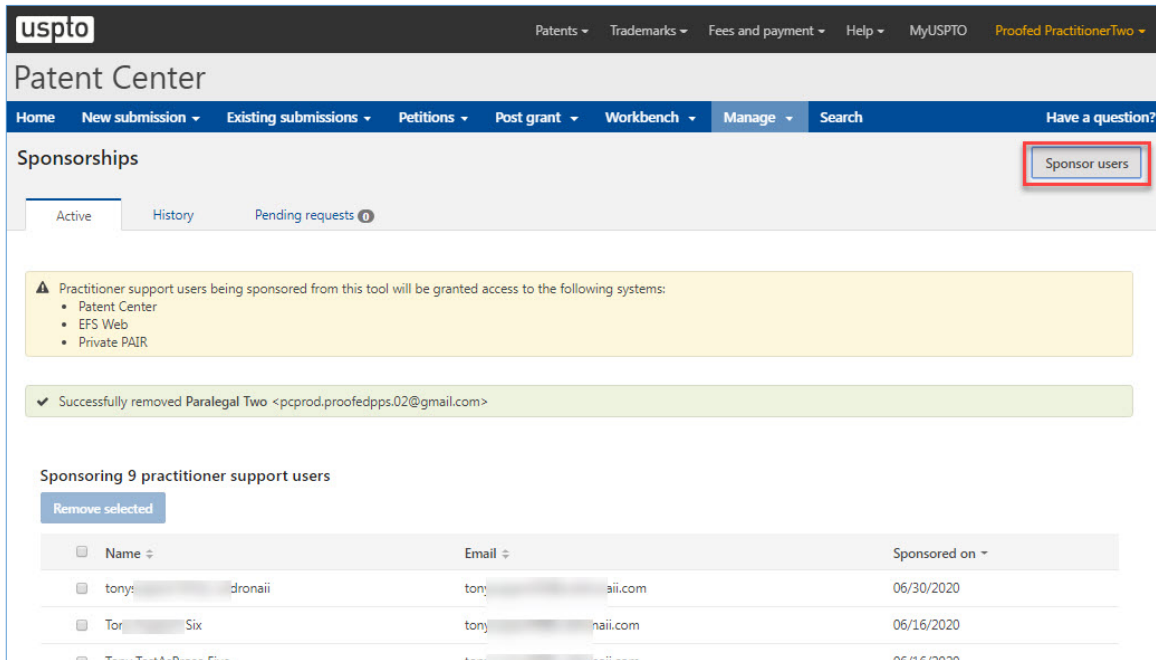 uspto Patents Trademarks Fees and payment Help MyUSPTO Proofed PractitionerTwo
Patent Center
Home New submission Existing submissions Petitions Post grant Workbench Manage Search Have a question?
Sponsorships Sponsor users
Active History Pending requests 0
Practitioner support users being sponsored from this tool will be granted access to the following systems:
• Patent Center
• EFS Web
• Private PAIR
Successfully removed Paralegal Two <pcprod.proofedpps.02@gmail.com>
Sponsoring 9 practitioner support users
Remove selected
Name Email Sponsored on
06/30/2020
Six 06/16/2020